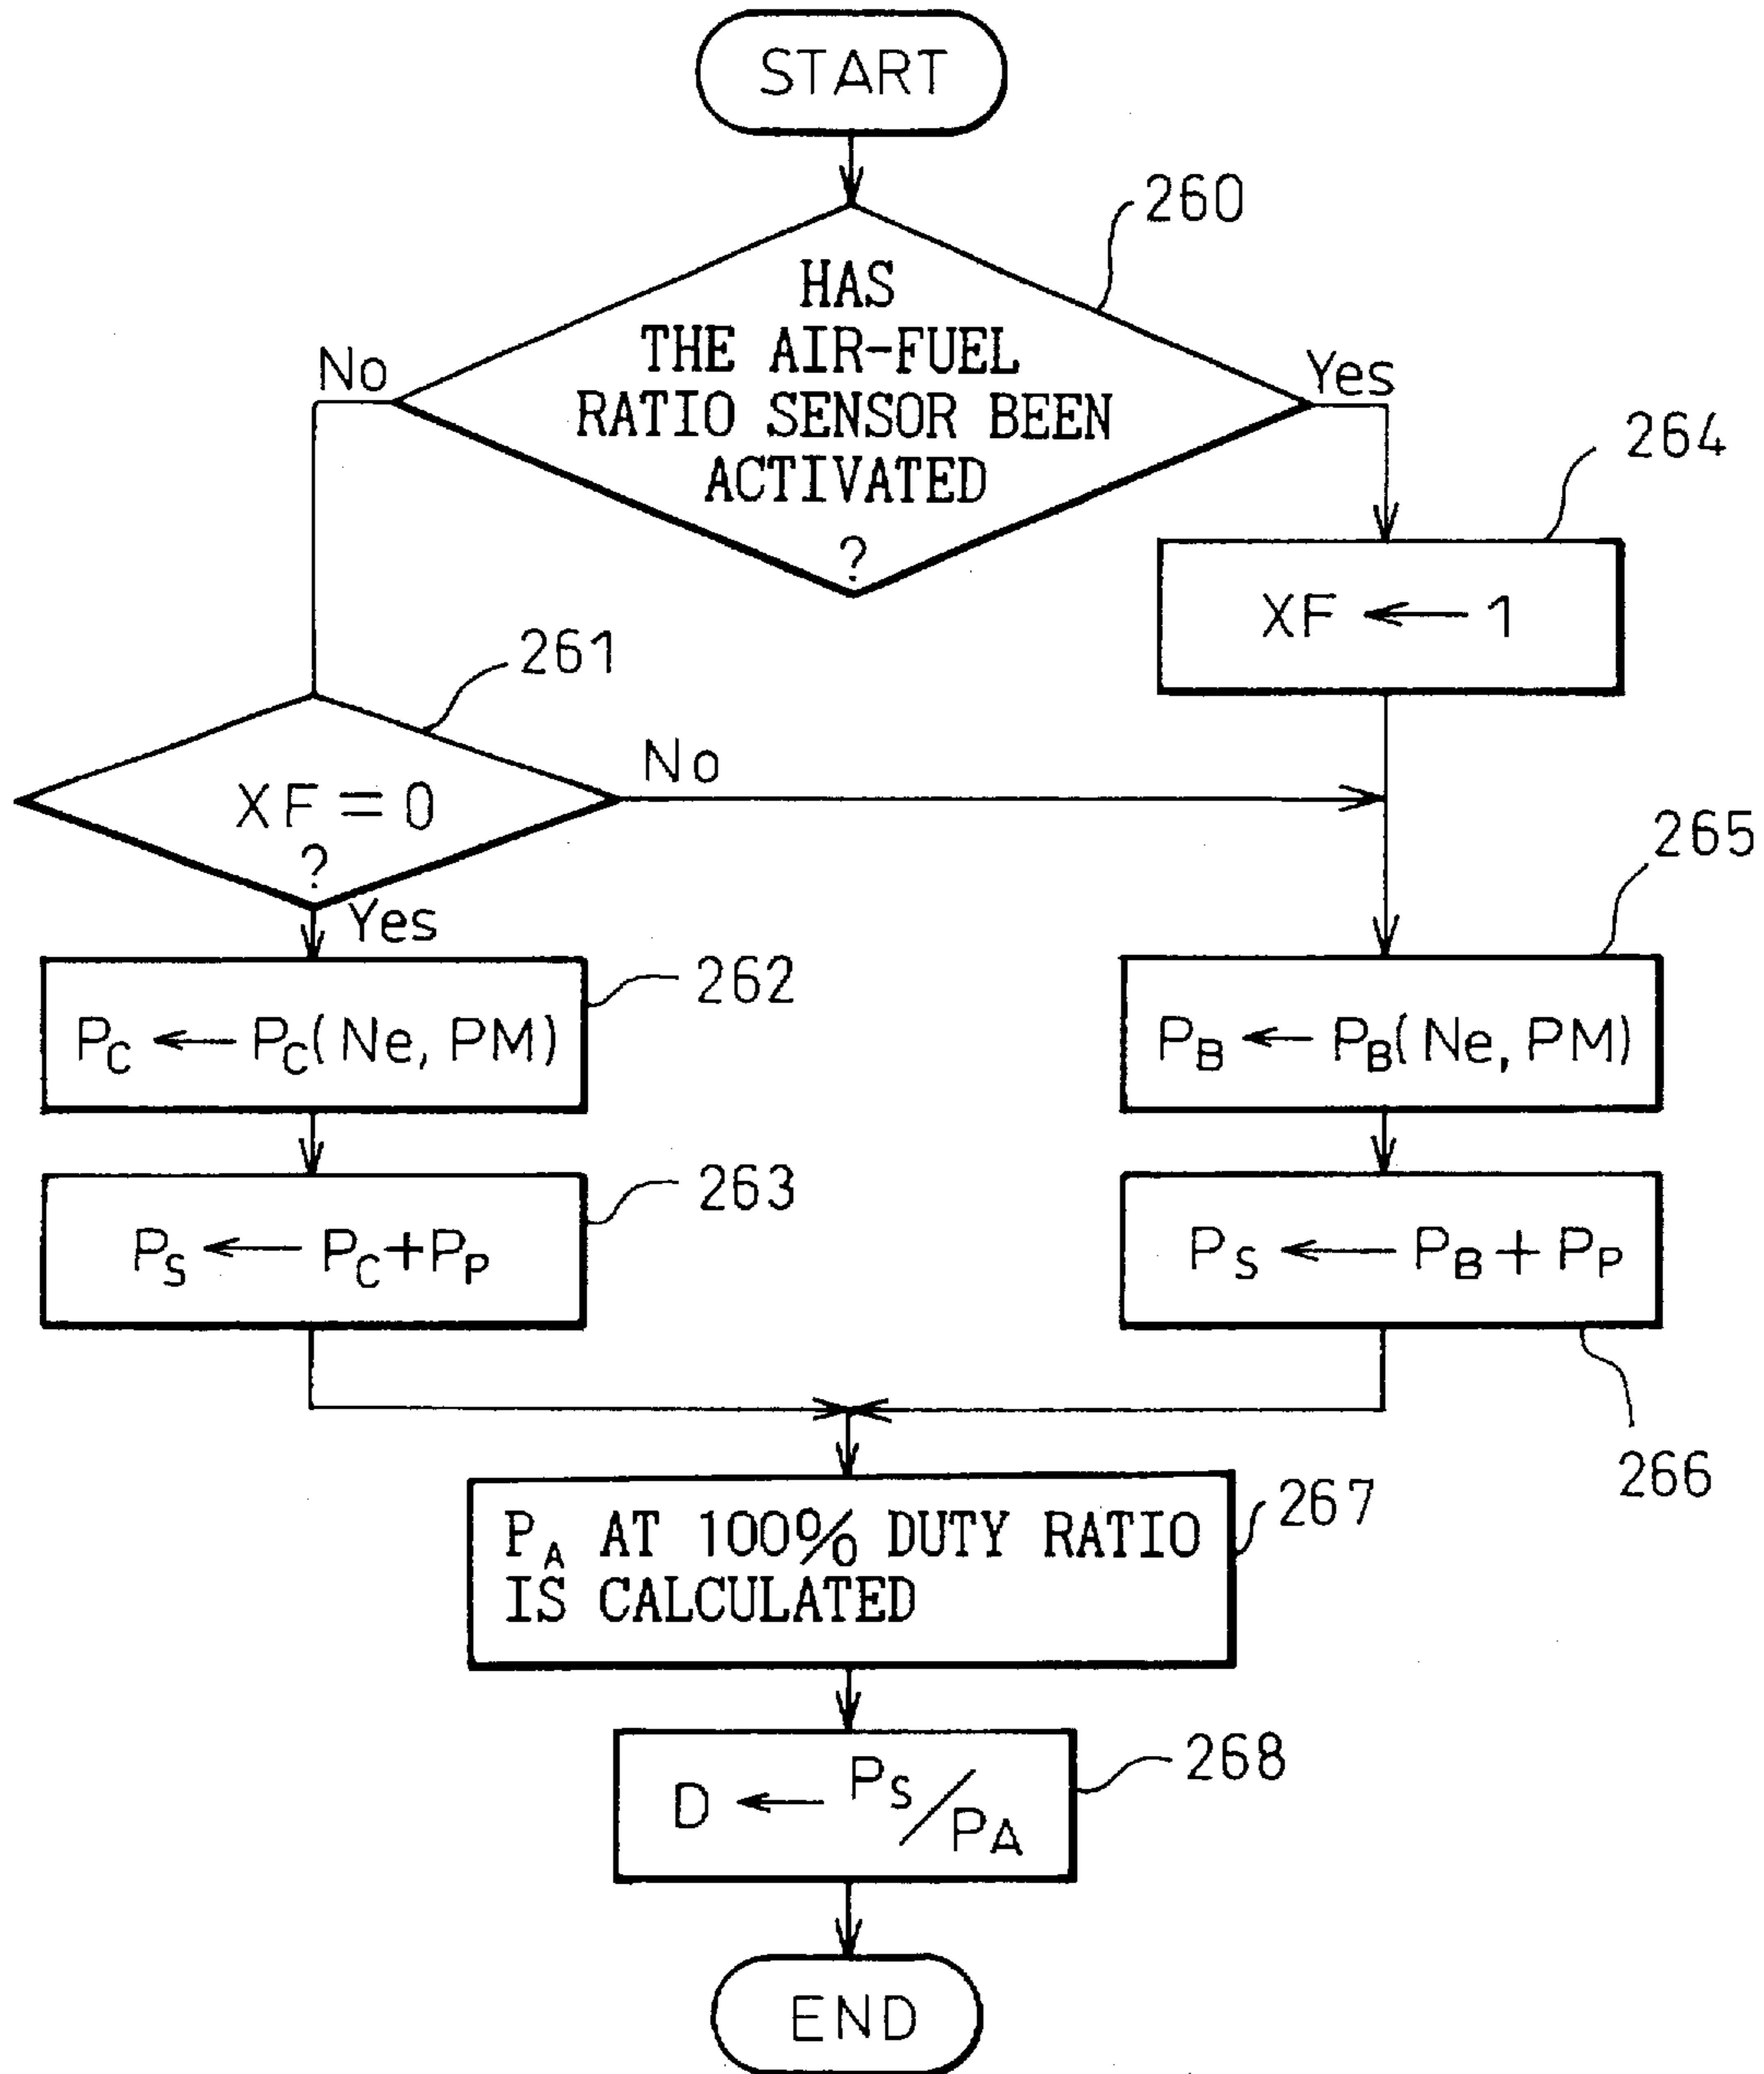 START
260
HAS
THE AIR-FUEL
RATIO SENSOR BEEN
ACTIVATED
?
No
Yes
264
XF ← 1
261
XF = 0
?
No
Yes
265
262
P_C ← P_C(Ne, PM)
P_B ← P_B(Ne, PM)
263
P_S ← P_C+P_P
P_S ← P_B + P_P
266
267
P_A AT 100% DUTY RATIO
IS CALCULATED
268
D ← P_S/P_A
END